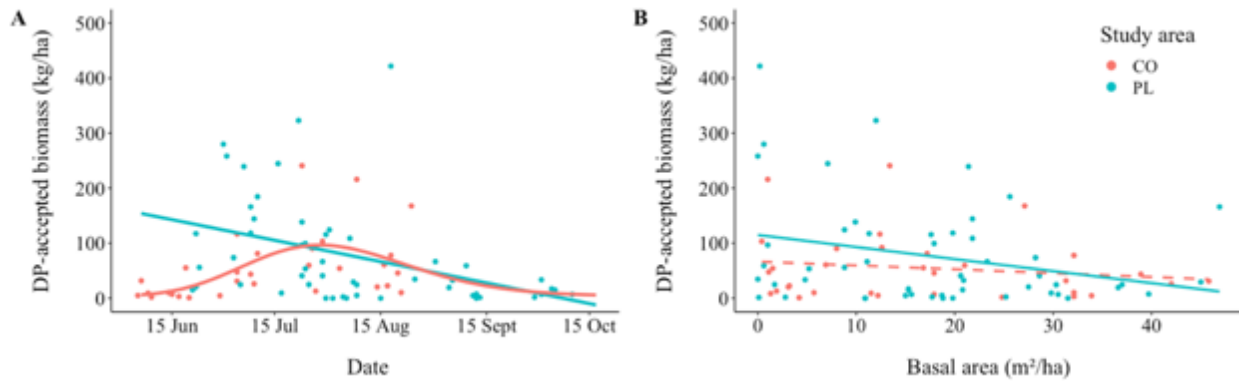 A
DP-accepted biomass (kg/ha)
500
400
300
200
100
0
15 Jun
15 Jul
15 Aug
15 Sept
15 Oct
Date
B
DP-accepted biomass (kg/ha)
500
400
300
200
100
0
0
10
20
30
40
Basal area (m²/ha)
Study area
CO
PL